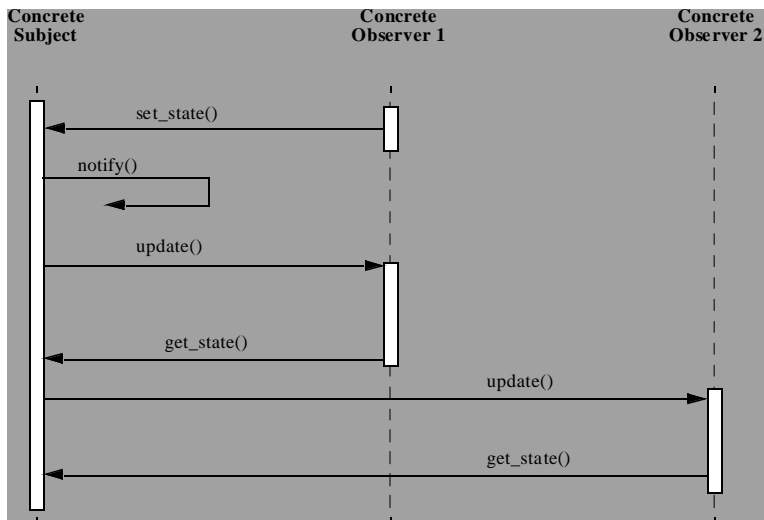 Concrete
Subject
Concrete
Observer 1
Concrete
Observer 2
set_state()
notify()
update()
get_state()
update()
get_state()